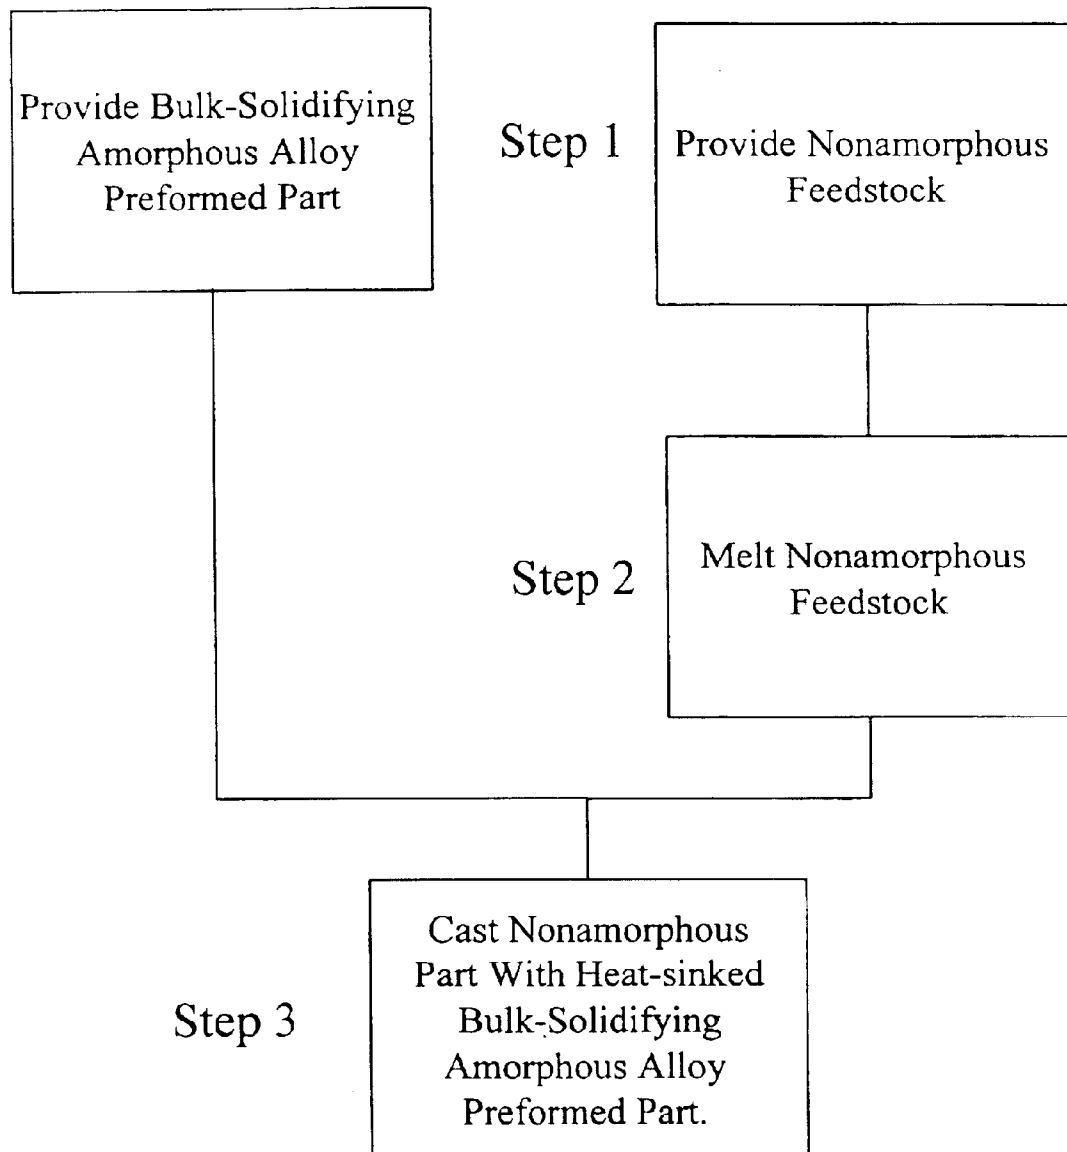 Provide Bulk-Solidifying
Amorphous Alloy
Preformed Part
Step 1
Provide Nonamorphous
Feedstock
Step 2
Melt Nonamorphous
Feedstock
Step 3
Cast Nonamorphous
Part With Heat-sinked
Bulk-Solidifying
Amorphous Alloy
Preformed Part.